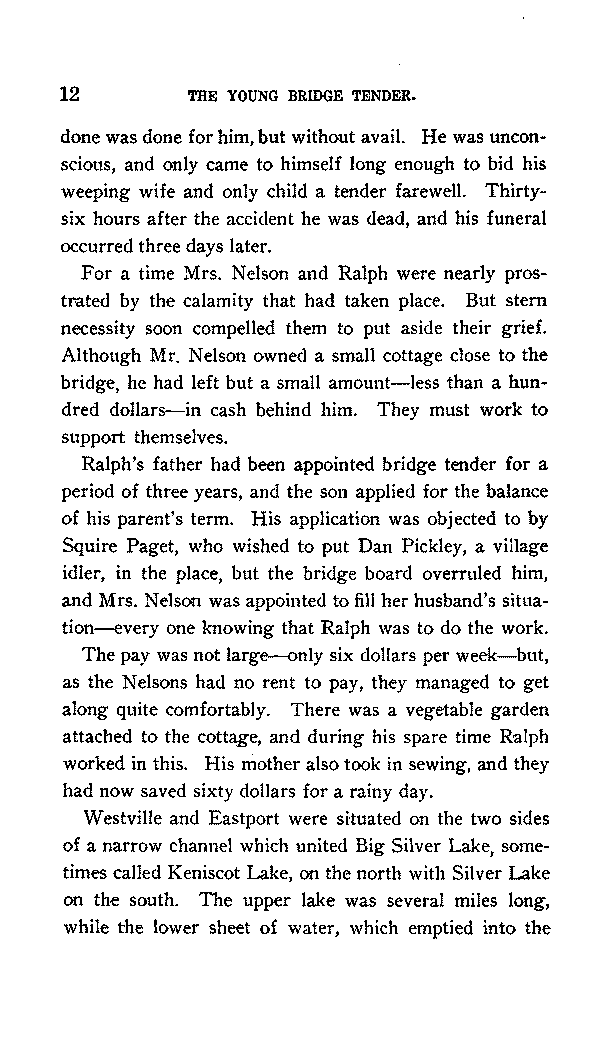 12 THE YOUNG BRIDGE TENDER.
done was done for him, but without avail. He was uncon-
scious, and only came to himself long enough to bid his
weeping wife and only child a tender farewell. Thirty-
six hours after the accident he was dead, and his funeral
occurred three days later.
For a time Mrs. Nelson and Ralph were nearly pros-
trated by the calamity that had taken place. But stern
necessity soon compelled them to put aside their grief.
Although Mr. Nelson owned a small cottage close to the
bridge, he had left but a small amount—less than a hun-
dred dollars—in cash behind him. They must work to
support themselves.
Ralph's father had been appointed bridge tender for a
period of three years, and the son applied for the balance
of his parent's term. His application was objected to by
Squire Paget, who wished to put Dan Pickley, a village
idler, in the place, but the bridge board overruled him,
and Mrs. Nelson was appointed to fill her husband's situa-
tion—every one knowing that Ralph was to do the work.
The pay was not large—only six dollars per week—but,
as the Nelsons had no rent to pay, they managed to get
along quite comfortably. There was a vegetable garden
attached to the cottage, and during his spare time Ralph
worked in this. His mother also took in sewing, and they
had now saved sixty dollars for a rainy day.
Westville and Eastport were situated on the two sides
of a narrow channel which united Big Silver Lake, some-
times called Keniscot Lake, on the north with Silver Lake
on the south. The upper lake was several miles long,
while the lower sheet of water, which emptied into the